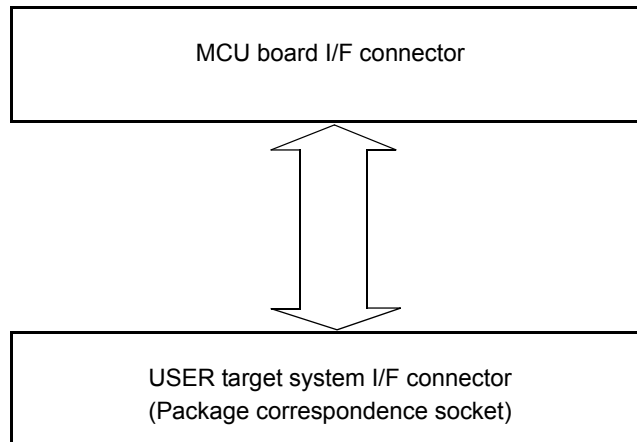 MCU board I/F connector
USER target system I/F connector
(Package correspondence socket)